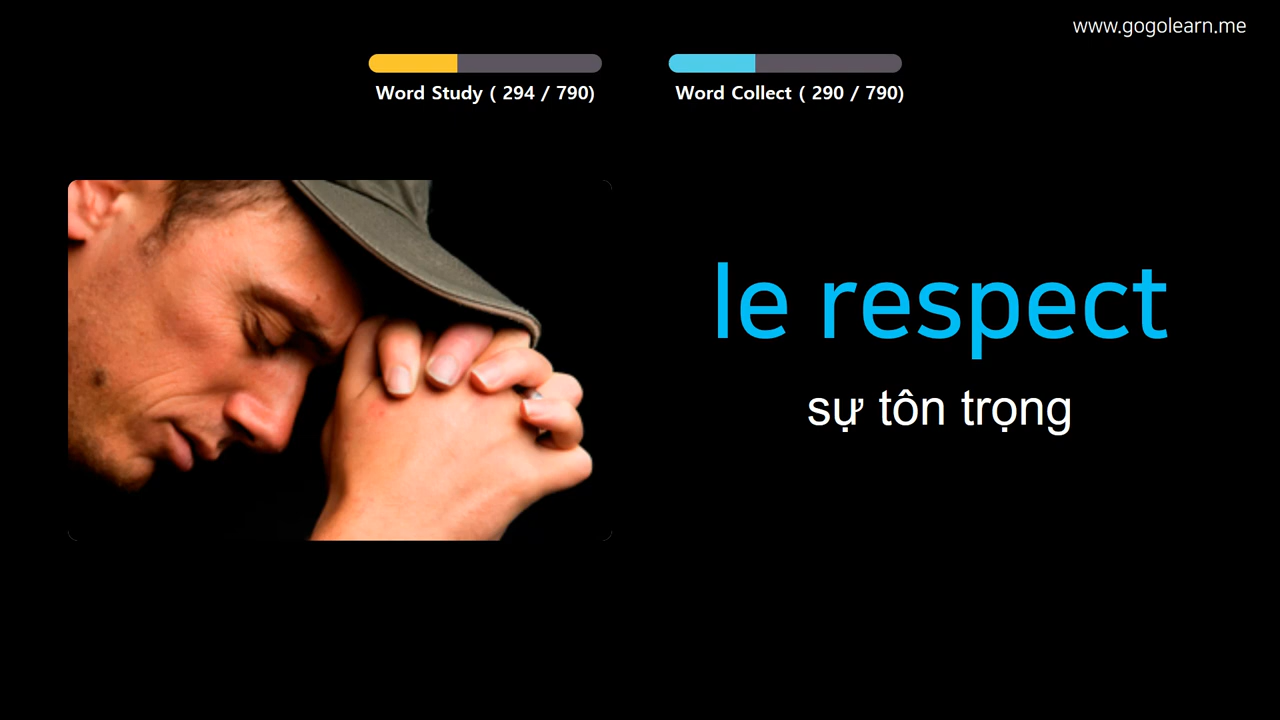 www.gogolearn.me
Word Study ( 294 / 790)
Word Collect ( 290 / 790)
le respect
sự tôn trọng